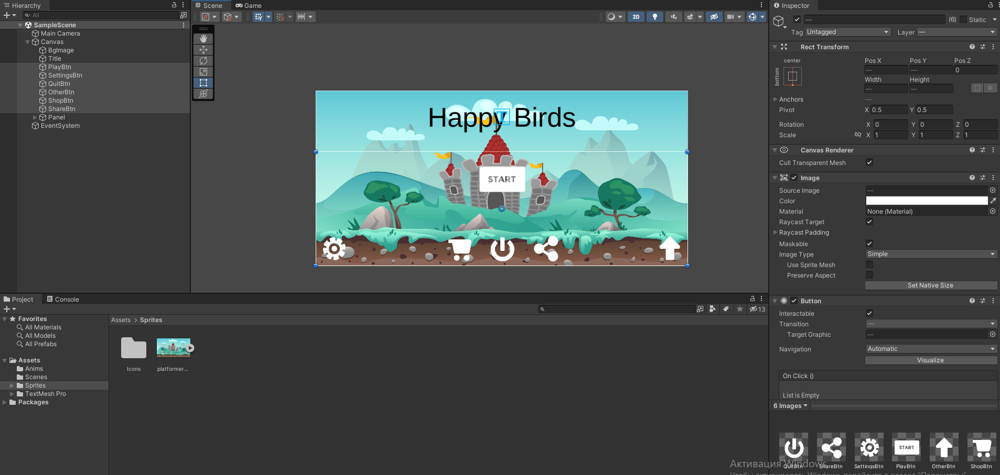 Hierarchy
All
SampleScene
Main Camera
Canvas
BgImage
Title
PlayBtn
SettingsBtn
QuitBtn
OtherBtn
ShopBtn
ShareBtn
Panel
EventSystem
Scene
Game
2D
Happy Birds
T
START
Inspector
— (6) Static
Tag Untagged Layer —
Rect Transform
center
bottom
Pos X Pos Y Pos Z
— — 0
Width Height
— — R
Anchors —
Pivot X 0.5 Y 0.5
Rotation X 0 Y 0 Z 0
Scale X 1 Y 1 Z 1
Canvas Renderer
Cull Transparent Mesh
Image
Source Image —
Color
Material None (Material)
Raycast Target
Raycast Padding
Maskable
Image Type Simple
Use Sprite Mesh
Preserve Aspect
Set Native Size
Button
Interactable
Transition —
Target Graphic —
Navigation Automatic
Visualize
On Click ()
List is Empty
6 Images
START
QuitBtn ShareBtn SettingsBtn PlayBtn OtherBtn ShopBtn
Активация Windows
Чтобы активировать Windows, перейдите в раздел "Параметры".
Project
Console
13
Favorites
All Materials
All Models
All Prefabs
Assets
Anims
Scenes
Sprites
TextMesh Pro
Packages
Assets > Sprites
Icons
platformer...